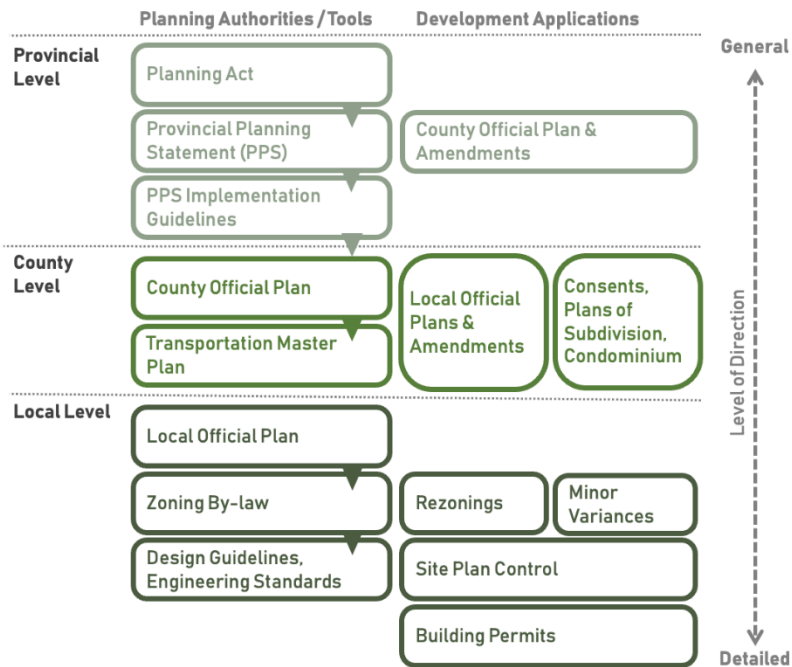 Planning Authorities / Tools
Development Applications
General
Provincial
Level
Planning Act
Provincial Planning
Statement (PPS)
County Official Plan &
Amendments
PPS Implementation
Guidelines
County
Level
County Official Plan
Transportation Master
Plan
Local Official
Plans &
Amendments
Consents,
Plans of
Subdivision,
Condominium
Level of Direction
Local Level
Local Official Plan
Zoning By-law
Rezonings
Minor
Variances
Design Guidelines,
Engineering Standards
Site Plan Control
Building Permits
Detailed